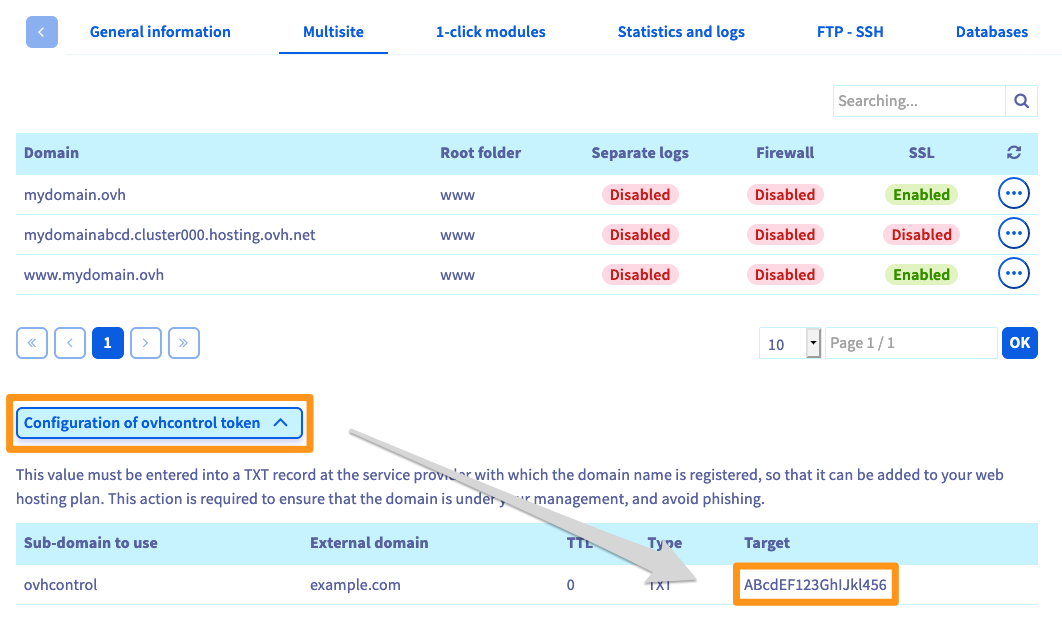 General information Multisite 1-click modules Statistics and logs FTP - SSH Databases
Searching...
Domain Root folder Separate logs Firewall SSL
mydomain.ovh www Disabled Disabled Enabled
mydomainabcd.cluster000.hosting.ovh.net www Disabled Disabled Disabled
www.mydomain.ovh www Disabled Disabled Enabled
« ‹ 1 › » 10 Page 1 / 1 OK
Configuration of ovhcontrol token
This value must be entered into a TXT record at the service provider with which the domain name is registered, so that it can be added to your web
hosting plan. This action is required to ensure that the domain is under your management, and avoid phishing.
Sub-domain to use External domain TTL Type Target
ovhcontrol example.com 0 TXT ABcdEF123GhIJkl456